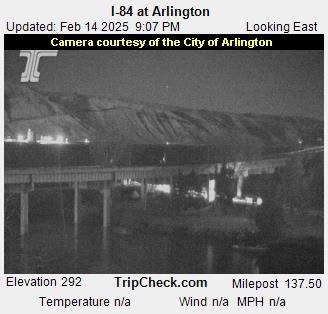 I-84 at Arlington
Updated: Feb 14 2025 9:07 PM Looking East
Camera courtesy of the City of Arlington
Elevation 292 TripCheck.com Milepost 137.50
Temperature n/a Wind n/a MPH n/a